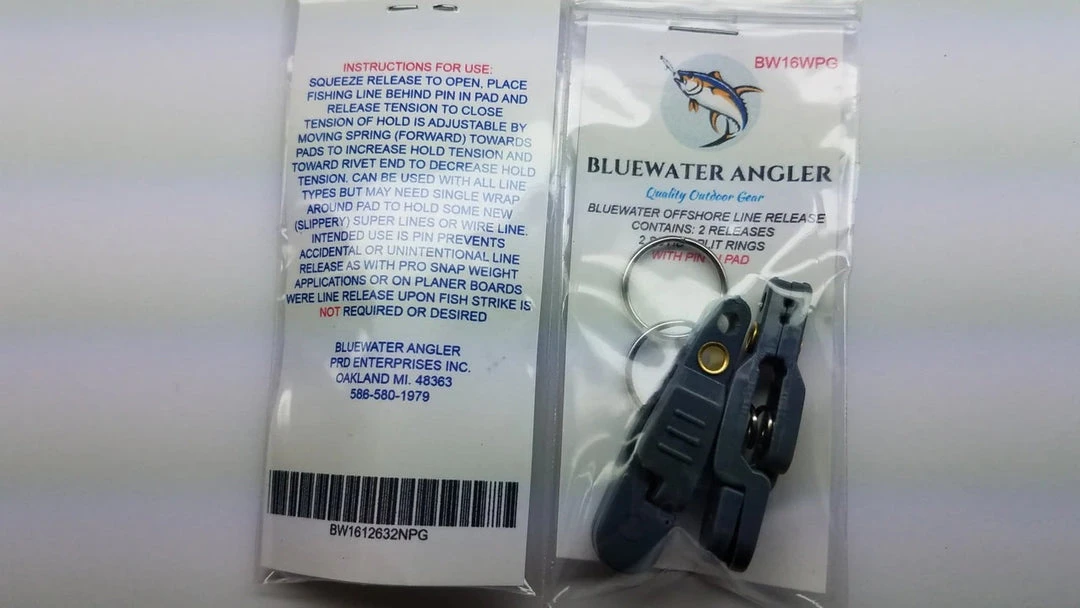 INSTRUCTIONS FOR USE:
SQUEEZE RELEASE TO OPEN, PLACE
FISHING LINE BEHIND PIN IN PAD AND
RELEASE TENSION TO CLOSE
TENSION OF HOLD IS ADJUSTABLE BY
MOVING SPRING (FORWARD) TOWARDS
PADS TO INCREASE HOLD TENSION AND
TOWARD RIVET END TO DECREASE HOLD
TENSION. CAN BE USED WITH ALL LINE
TYPES BUT MAY NEED SINGLE WRAP
AROUND PAD TO HOLD SOME NEW
(SLIPPERY) SUPER LINES OR WIRE LINE.
INTENDED USE IS PIN PREVENTS
ACCIDENTAL OR UNINTENTIONAL LINE
RELEASE AS WITH PRO SNAP WEIGHT
APPLICATIONS OR ON PLANER BOARDS
WERE LINE RELEASE UPON FISH STRIKE IS
NOT REQUIRED OR DESIRED
BLUEWATER ANGLER
PRD ENTERPRISES INC.
OAKLAND MI. 48363
586-580-1979
BW1612632NPG
BW16WPG
BLUEWATER ANGLER
Quality Outdoor Gear
BLUEWATER OFFSHORE LINE RELEASE
CONTAINS: 2 RELEASES
2 SPLIT RINGS
WITH PIN IN PAD